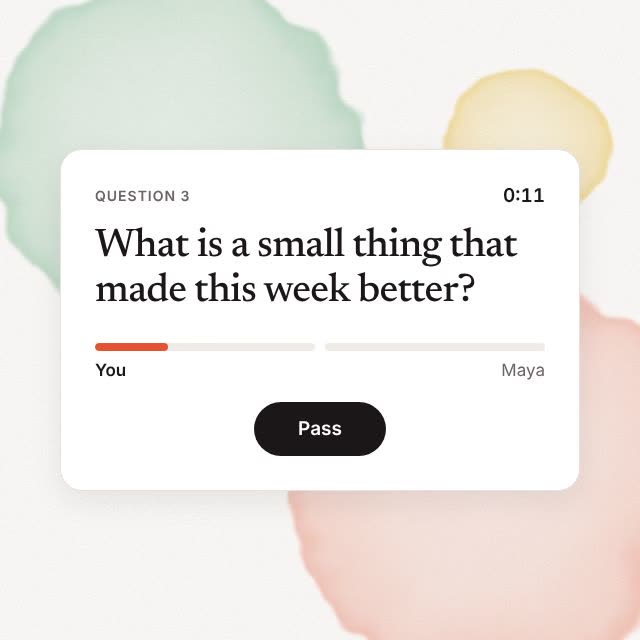 QUESTION 3
0:11
What is a small thing that
made this week better?
You
Maya
Pass